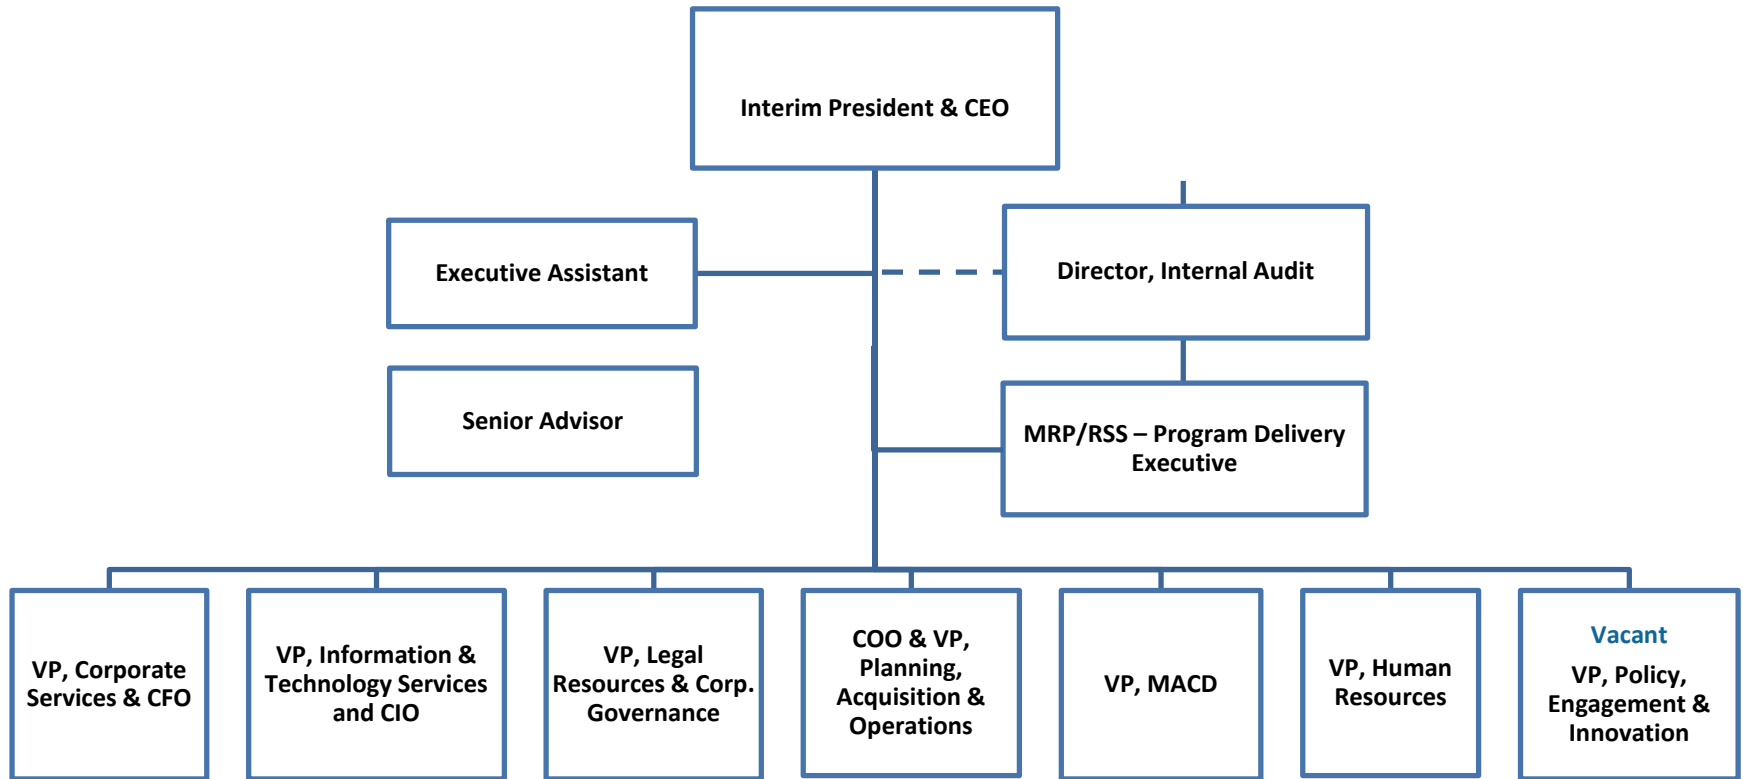 Interim President & CEO
Executive Assistant
Director, Internal Audit
Senior Advisor
MRP/RSS – Program Delivery
Executive
VP, Corporate
Services & CFO
VP, Information &
Technology Services
and CIO
VP, Legal
Resources & Corp.
Governance
COO & VP,
Planning,
Acquisition &
Operations
VP, MACD
VP, Human
Resources
Vacant
VP, Policy,
Engagement &
Innovation